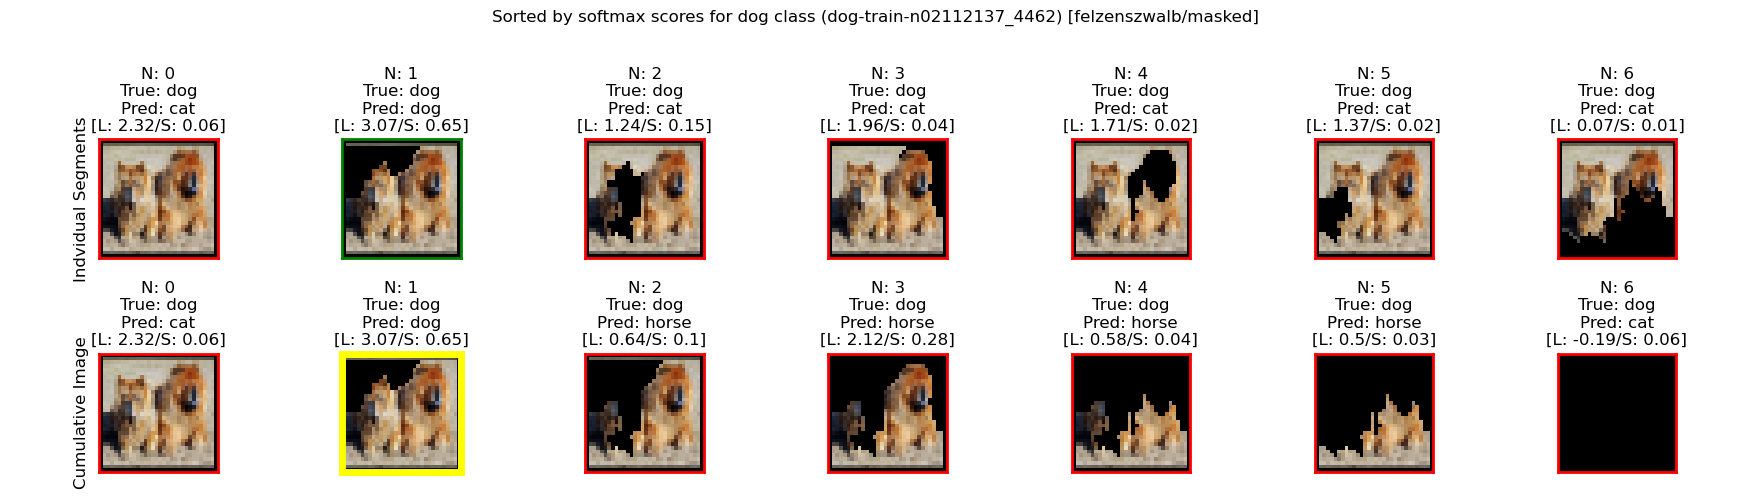 Sorted by softmax scores for dog class (dog-train-n02112137_4462) [felzenszwalb/masked]
Indvidual Segments
N: 0
True: dog
Pred: cat
[L: 2.32/S: 0.06]
N: 1
True: dog
Pred: dog
[L: 3.07/S: 0.65]
N: 2
True: dog
Pred: cat
[L: 1.24/S: 0.15]
N: 3
True: dog
Pred: cat
[L: 1.96/S: 0.04]
N: 4
True: dog
Pred: cat
[L: 1.71/S: 0.02]
N: 5
True: dog
Pred: cat
[L: 1.37/S: 0.02]
N: 6
True: dog
Pred: cat
[L: 0.07/S: 0.01]
Cumulative Image
N: 0
True: dog
Pred: cat
[L: 2.32/S: 0.06]
N: 1
True: dog
Pred: dog
[L: 3.07/S: 0.65]
N: 2
True: dog
Pred: horse
[L: 0.64/S: 0.1]
N: 3
True: dog
Pred: horse
[L: 2.12/S: 0.28]
N: 4
True: dog
Pred: horse
[L: 0.58/S: 0.04]
N: 5
True: dog
Pred: horse
[L: 0.5/S: 0.03]
N: 6
True: dog
Pred: cat
[L: -0.19/S: 0.06]